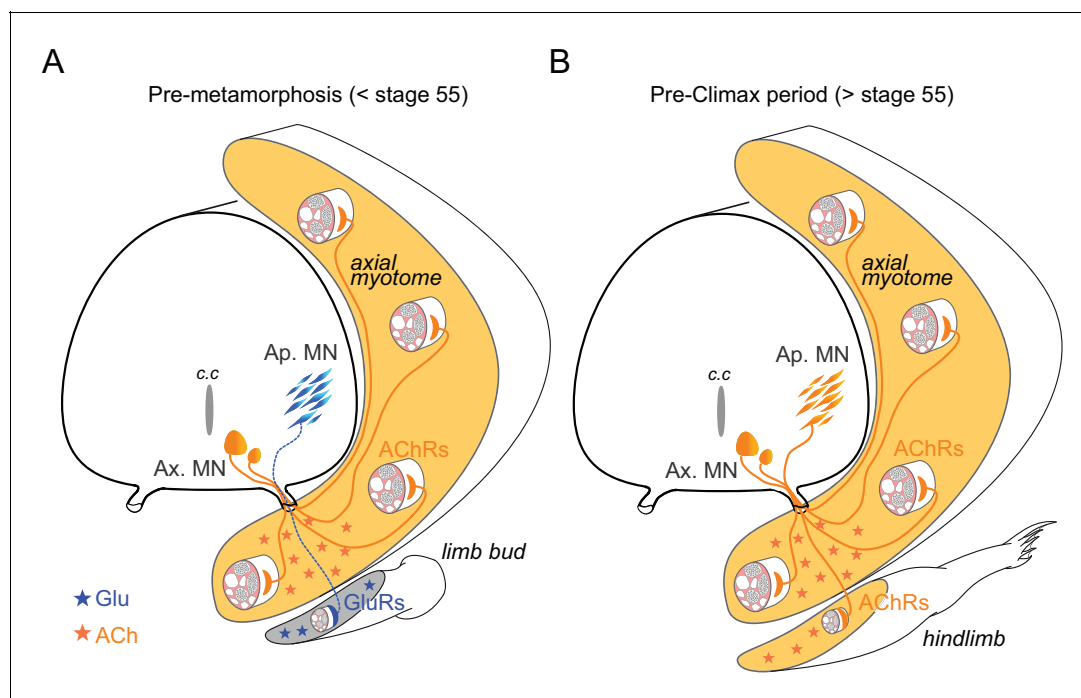 A
Pre-metamorphosis (< stage 55)
axial
myotome
Ap. MN
c.c
Ax. MN
AChRs
limb bud
GluRs
Glu
ACh
B
Pre-Climax period (> stage 55)
axial
myotome
Ap. MN
c.c
Ax. MN
AChRs
AChRs
hindlimb